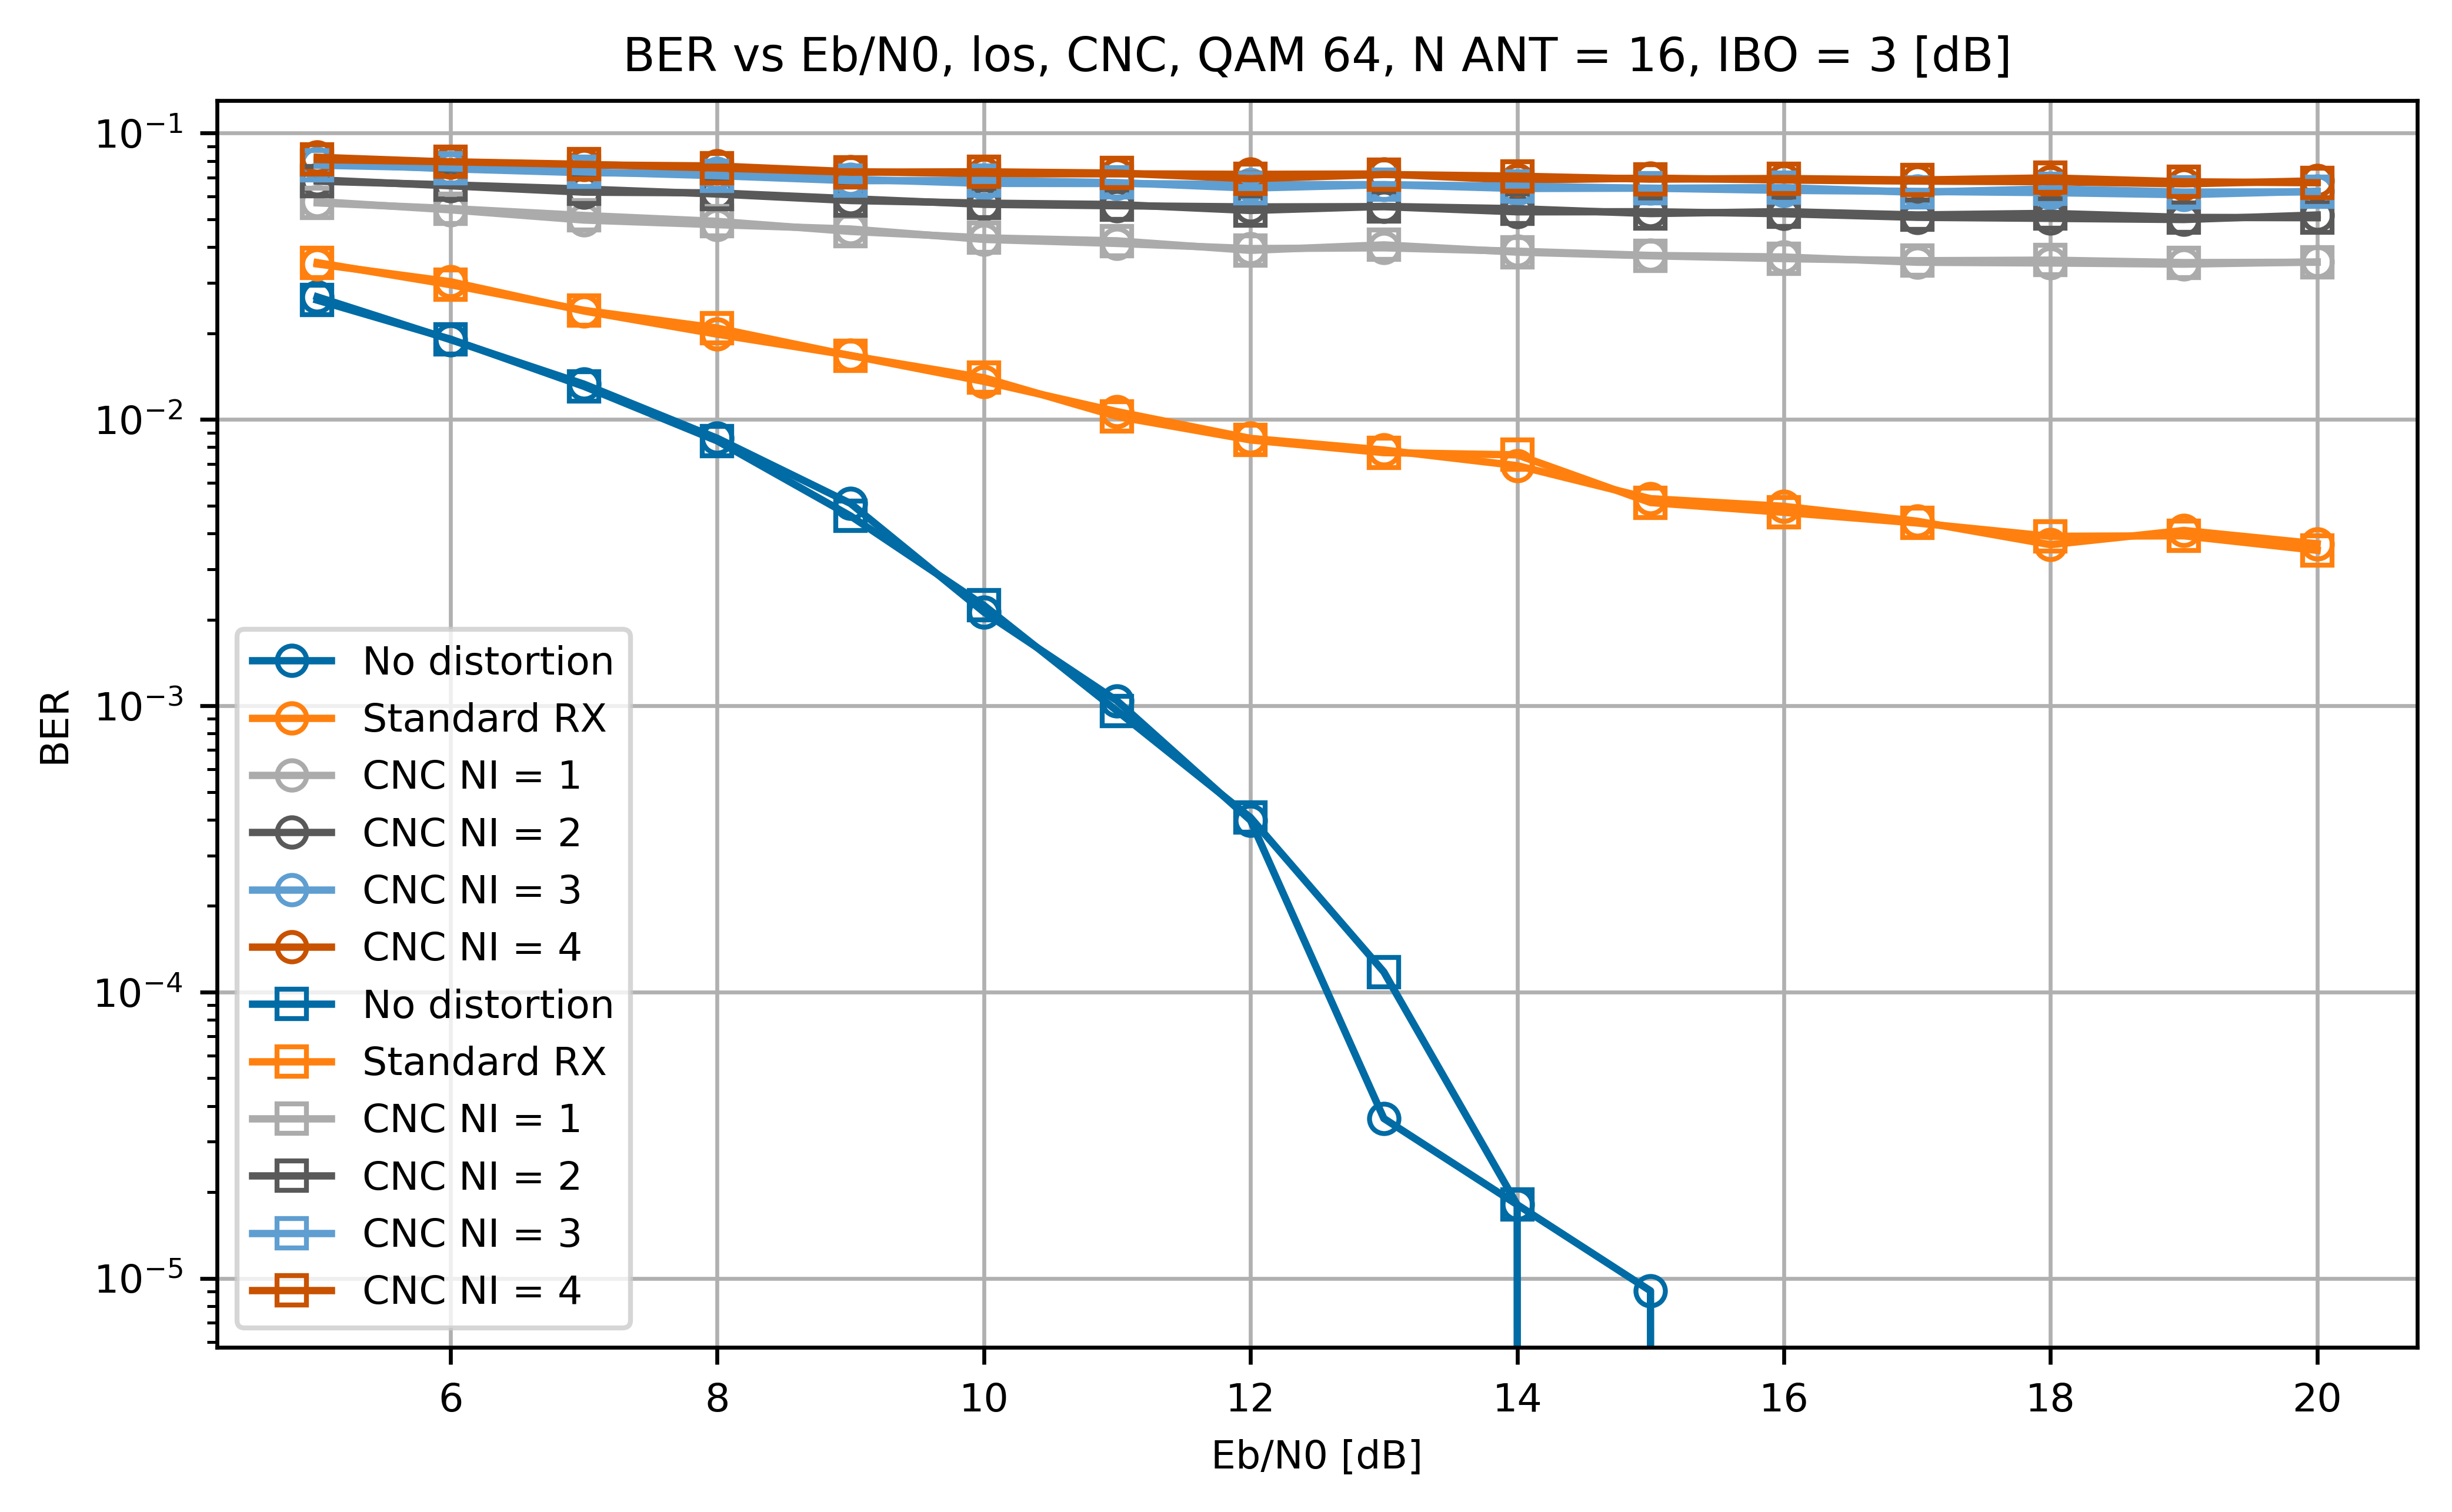 BER vs Eb/N0, los, CNC, QAM 64, N ANT = 16, IBO = 3 [dB]
BER
10⁻¹
10⁻²
10⁻³
10⁻⁴
10⁻⁵
No distortion
Standard RX
CNC NI = 1
CNC NI = 2
CNC NI = 3
CNC NI = 4
No distortion
Standard RX
CNC NI = 1
CNC NI = 2
CNC NI = 3
CNC NI = 4
6 8 10 12 14 16 18 20
Eb/N0 [dB]